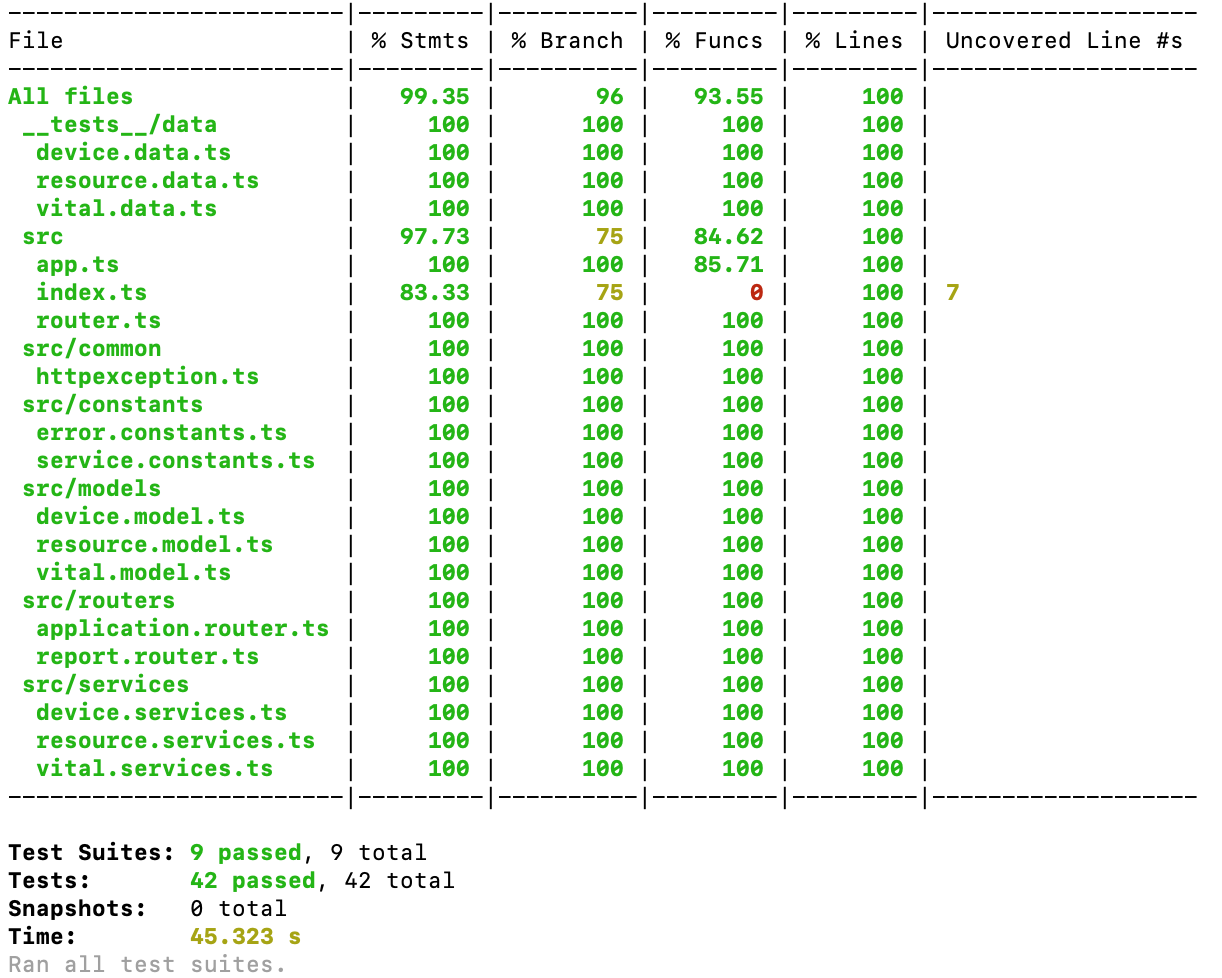 -------------------------|---------|----------|---------|---------|-------------------
File                     | % Stmts | % Branch | % Funcs | % Lines | Uncovered Line #s
-------------------------|---------|----------|---------|---------|-------------------
All files                |   99.35 |       96 |   93.55 |     100 |
 __tests__/data          |     100 |      100 |     100 |     100 |
  device.data.ts         |     100 |      100 |     100 |     100 |
  resource.data.ts       |     100 |      100 |     100 |     100 |
  vital.data.ts          |     100 |      100 |     100 |     100 |
 src                     |   97.73 |       75 |   84.62 |     100 |
  app.ts                 |     100 |      100 |   85.71 |     100 |
  index.ts               |   83.33 |       75 |       0 |     100 | 7
  router.ts              |     100 |      100 |     100 |     100 |
 src/common              |     100 |      100 |     100 |     100 |
  httpexception.ts       |     100 |      100 |     100 |     100 |
 src/constants           |     100 |      100 |     100 |     100 |
  error.constants.ts     |     100 |      100 |     100 |     100 |
  service.constants.ts   |     100 |      100 |     100 |     100 |
 src/models              |     100 |      100 |     100 |     100 |
  device.model.ts        |     100 |      100 |     100 |     100 |
  resource.model.ts      |     100 |      100 |     100 |     100 |
  vital.model.ts         |     100 |      100 |     100 |     100 |
 src/routers             |     100 |      100 |     100 |     100 |
  application.router.ts  |     100 |      100 |     100 |     100 |
  report.router.ts       |     100 |      100 |     100 |     100 |
 src/services            |     100 |      100 |     100 |     100 |
  device.services.ts     |     100 |      100 |     100 |     100 |
  resource.services.ts   |     100 |      100 |     100 |     100 |
  vital.services.ts      |     100 |      100 |     100 |     100 |
-------------------------|---------|----------|---------|---------|-------------------
Test Suites: 9 passed, 9 total
Tests:       42 passed, 42 total
Snapshots:   0 total
Time:        45.323 s
Ran all test suites.